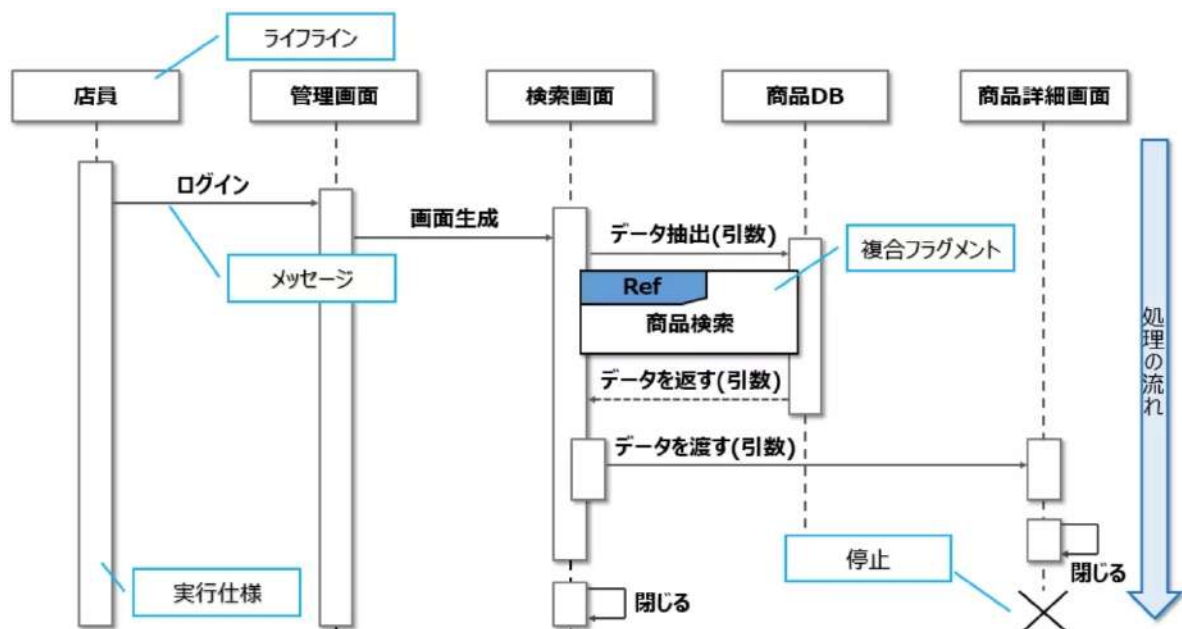 ライフライン
店員
管理画面
検索画面
商品DB
商品詳細画面
ログイン
画面生成
データ抽出(引数)
複合フラグメント
メッセージ
Ref
商品検索
処理の流れ
データを返す(引数)
データを渡す(引数)
停止
閉じる
実行仕様
閉じる